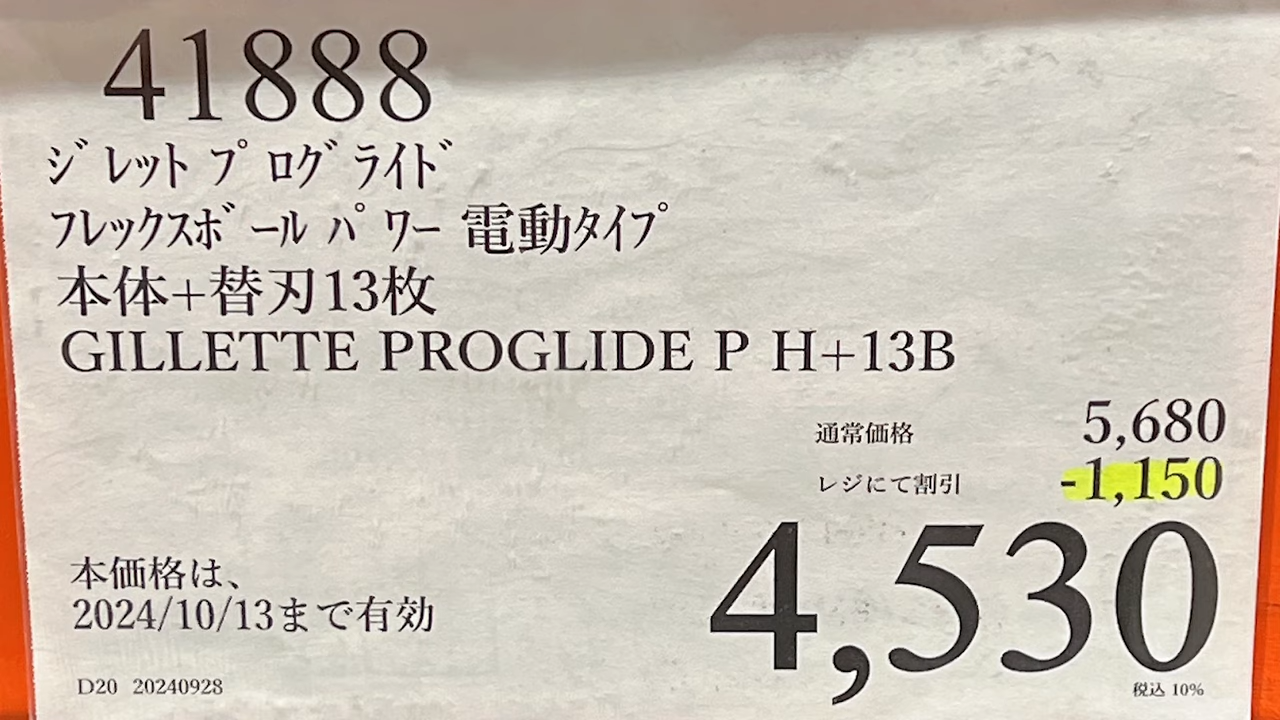 41888
ｼﾞﾚｯﾄ ﾌﾟﾛｸﾞﾗｲﾄﾞ
ﾌﾚｯｸｽﾎﾞｰﾙ ﾊﾟﾜｰ 電動ﾀｲﾌﾟ
本体+替刃13枚
GILLETTE PROGLIDE P H+13B
通常価格 5,680
レジにて割引 -1,150
4,530
本価格は、
2024/10/13まで有効
D20 20240928
税込 10%